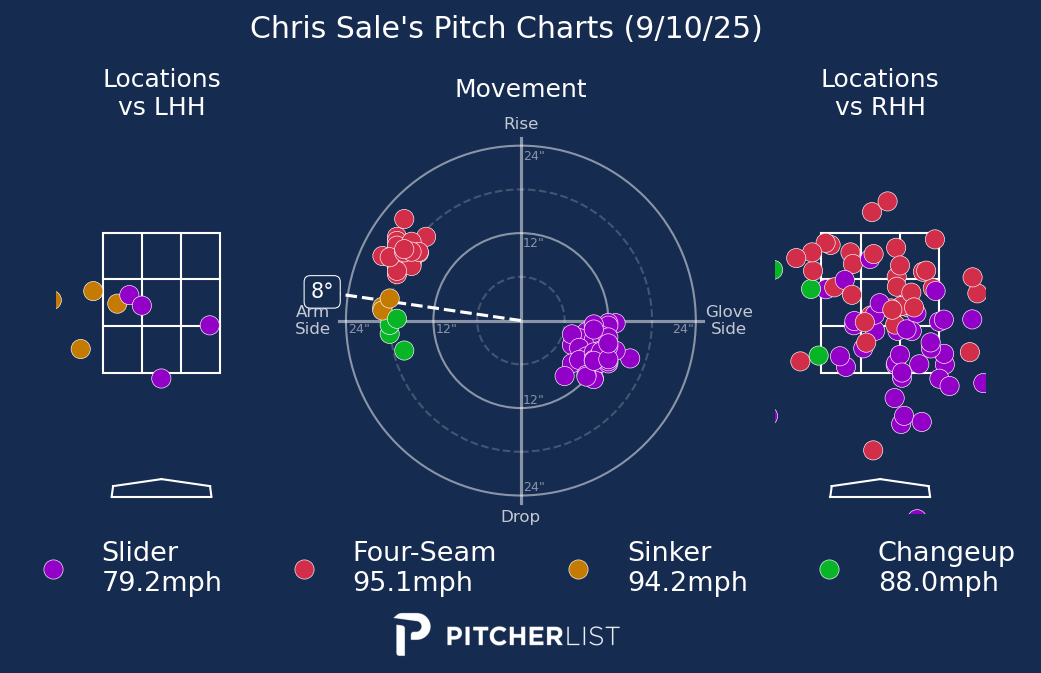 Chris Sale's Pitch Charts (9/10/25)
Locations
vs LHH
Movement
Locations
vs RHH
Rise
24"
12"
8°
Arm
Side
24"
12"
24"
Glove
Side
12"
24"
Drop
Slider
79.2mph
Four-Seam
95.1mph
Sinker
94.2mph
Changeup
88.0mph
PITCHERLIST